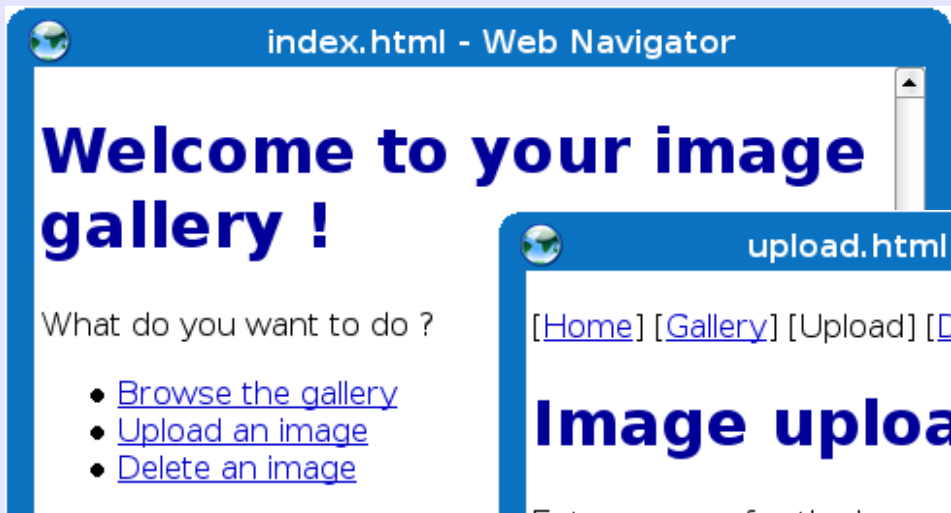 index.html - Web Navigator
Welcome to your image
gallery !
What do you want to do ?
Browse the gallery
Upload an image
Delete an image
upload.html
[Home] [Gallery] [Upload] [D
Image uploa